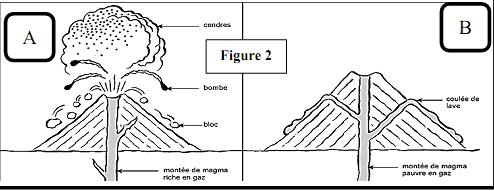 A
cendres
Figure 2
B
bombe
coulée de
lave
bloc
montée de magma
riche en gaz
montée de magma
pauvre en gaz